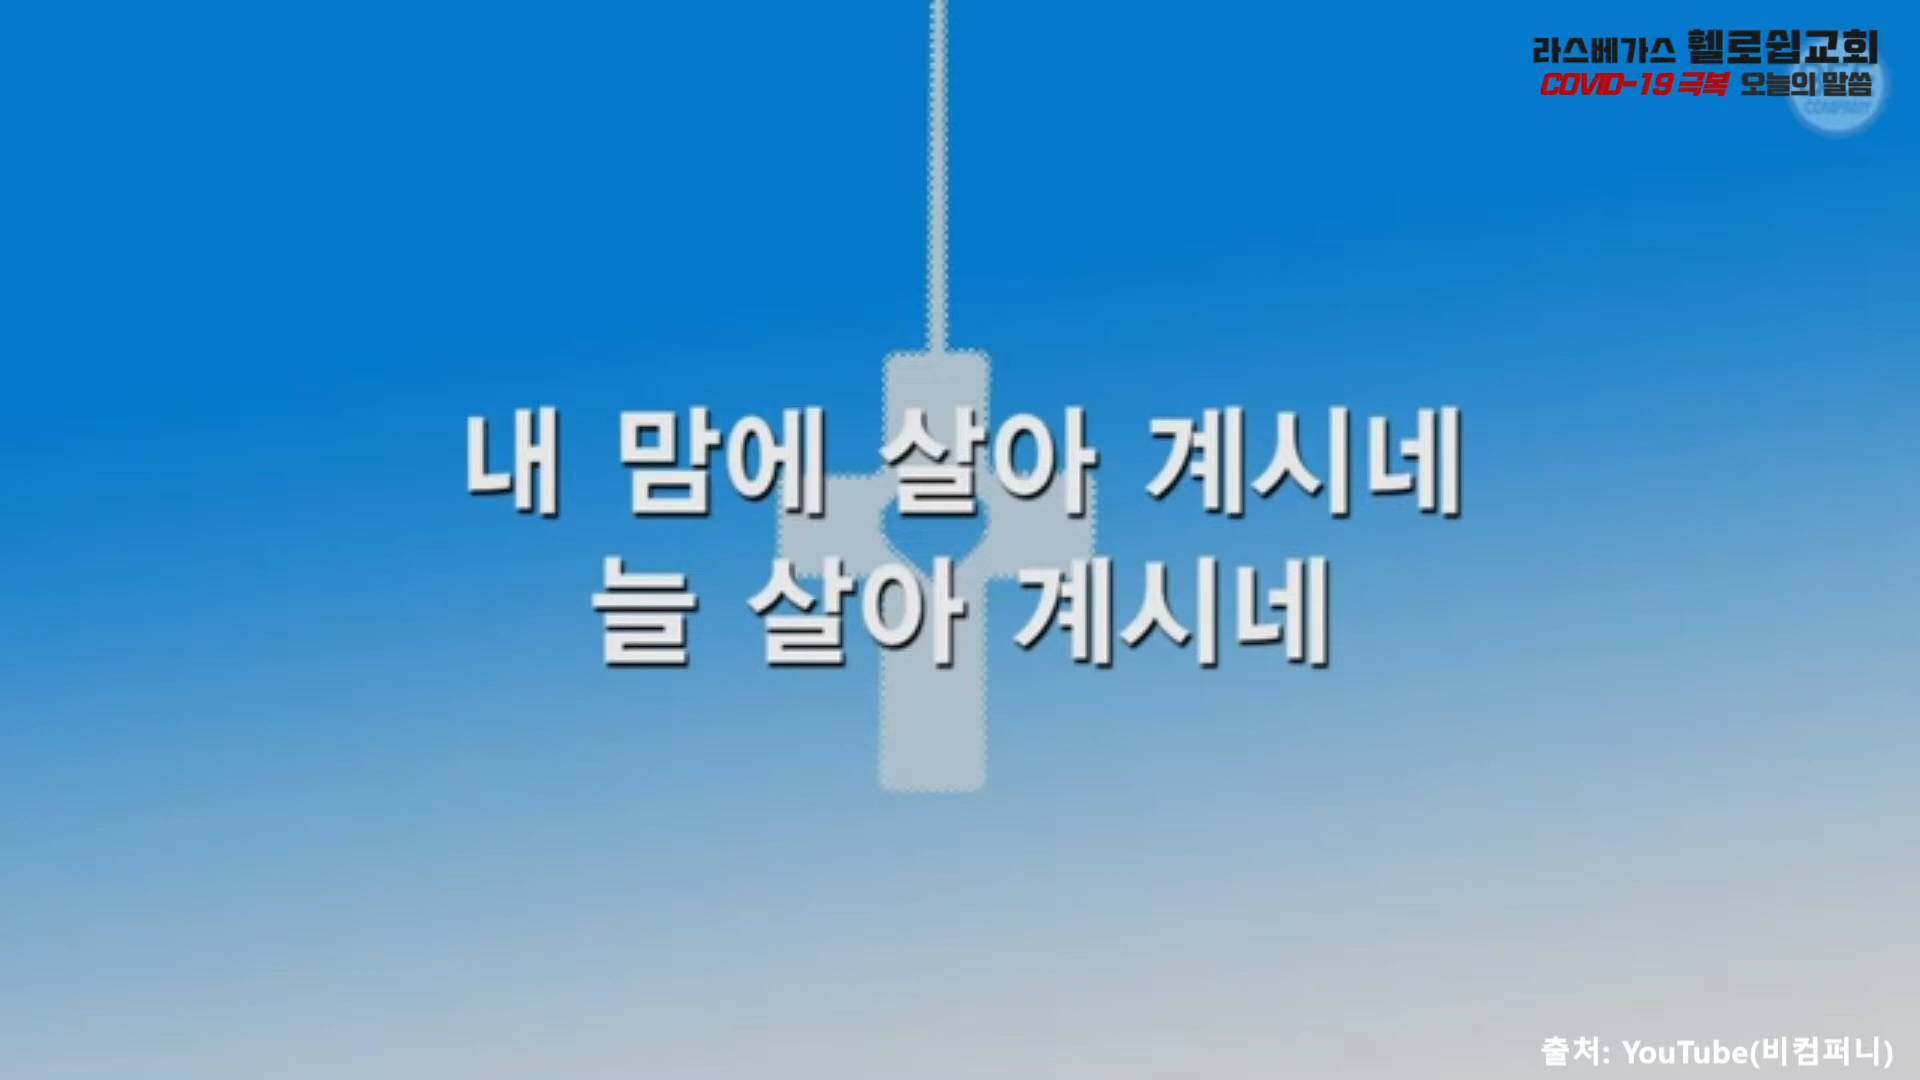 라스베가스 헬로쉽교회
COVID-19 극복 오늘의 말씀
COMPANY
내 맘에 살아 계시네
늘 살아 계시네
출처: YouTube(비컴퍼니)